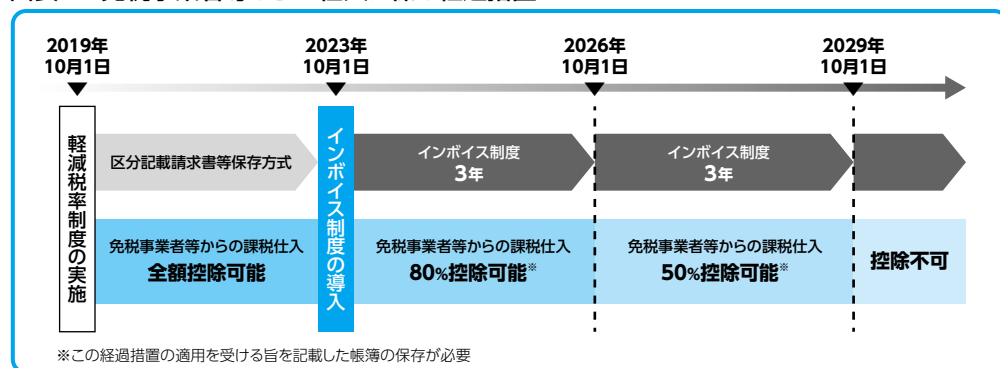 2019年
10月1日
2023年
10月1日
2026年
10月1日
2029年
10月1日
軽減税率制度の実施
区分記載請求書等保存方式
インボイス制度の導入
インボイス制度
3年
インボイス制度
3年
免税事業者等からの課税仕入
全額控除可能
免税事業者等からの課税仕入
80%控除可能※
免税事業者等からの課税仕入
50%控除可能※
控除不可
※この経過措置の適用を受ける旨を記載した帳簿の保存が必要